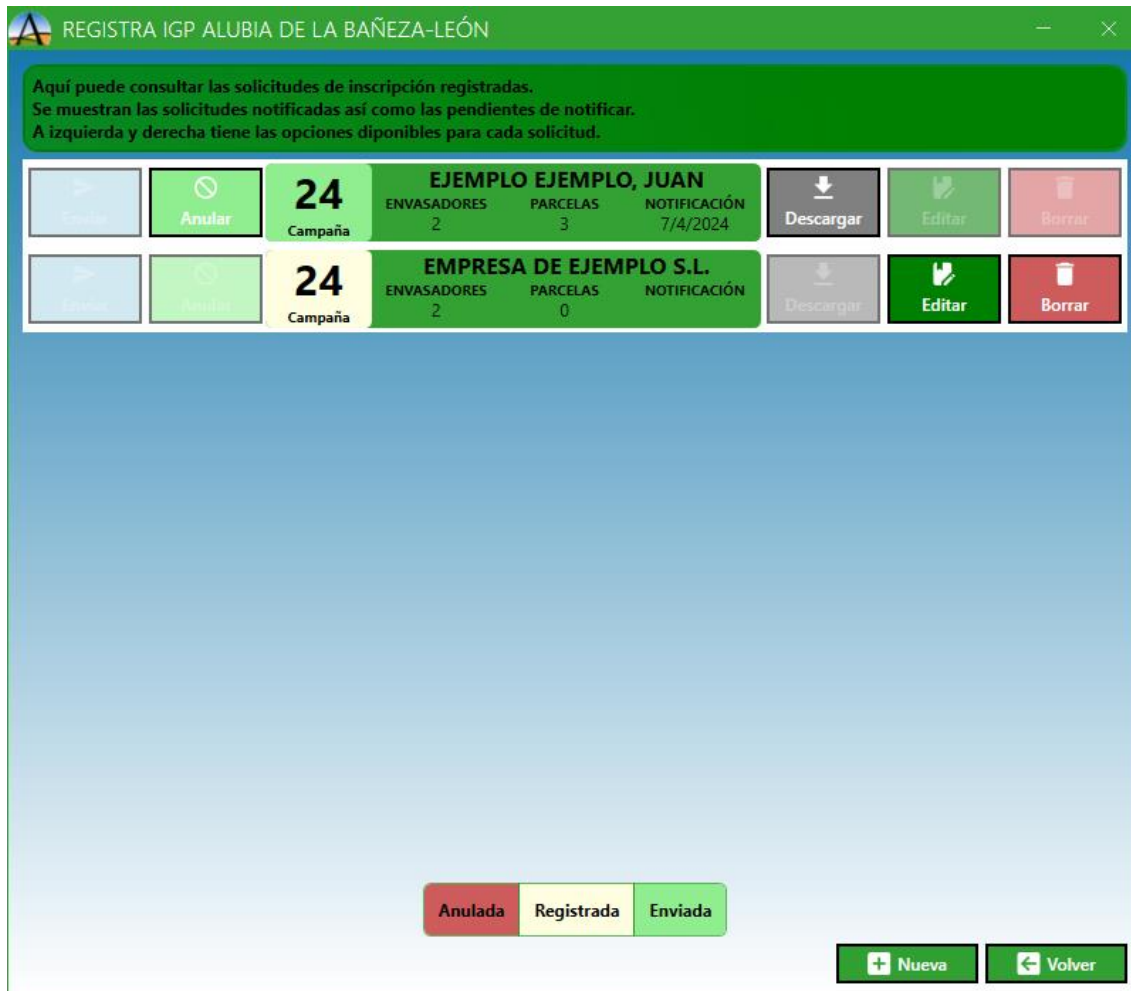 REGISTRA IGP ALUBIA DE LA BAÑEZA-LEÓN
Aquí puede consultar las solicitudes de inscripción registradas.
Se muestran las solicitudes notificadas así como las pendientes de notificar.
A izquierda y derecha tiene las opciones diponibles para cada solicitud.
Enviar Anular 24 Campaña
EJEMPLO EJEMPLO, JUAN
ENVASADORES PARCELAS NOTIFICACIÓN
2 3 7/4/2024
Descargar Editar Borrar
Enviar Anular 24 Campaña
EMPRESA DE EJEMPLO S.L.
ENVASADORES PARCELAS NOTIFICACIÓN
2 0
Descargar Editar Borrar
Anulada Registrada Enviada
Nueva Volver